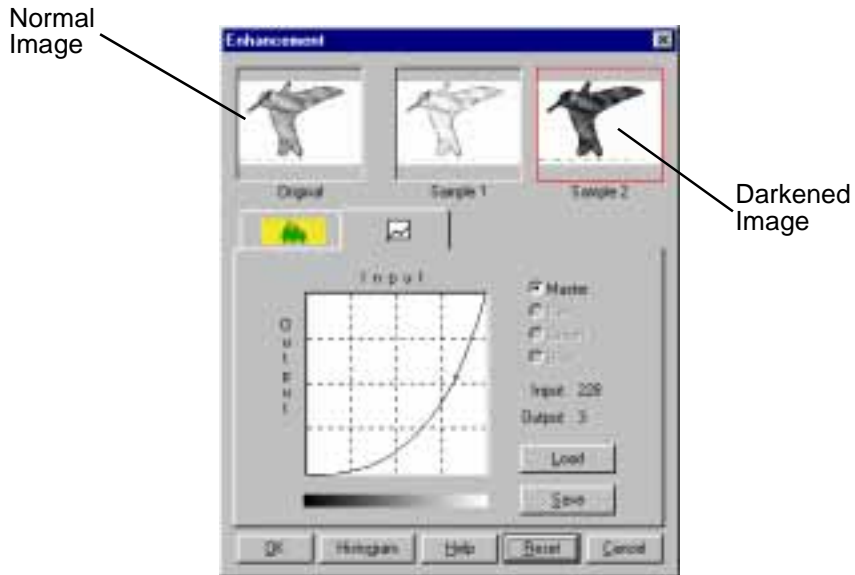 Normal
Image
Enhancement
Original
Sample 1
Sample 2
Darkened
Image
Input
Output
Master
Input: 228
Output: 3
Load
Save
OK
Histogram
Help
Reset
Cancel